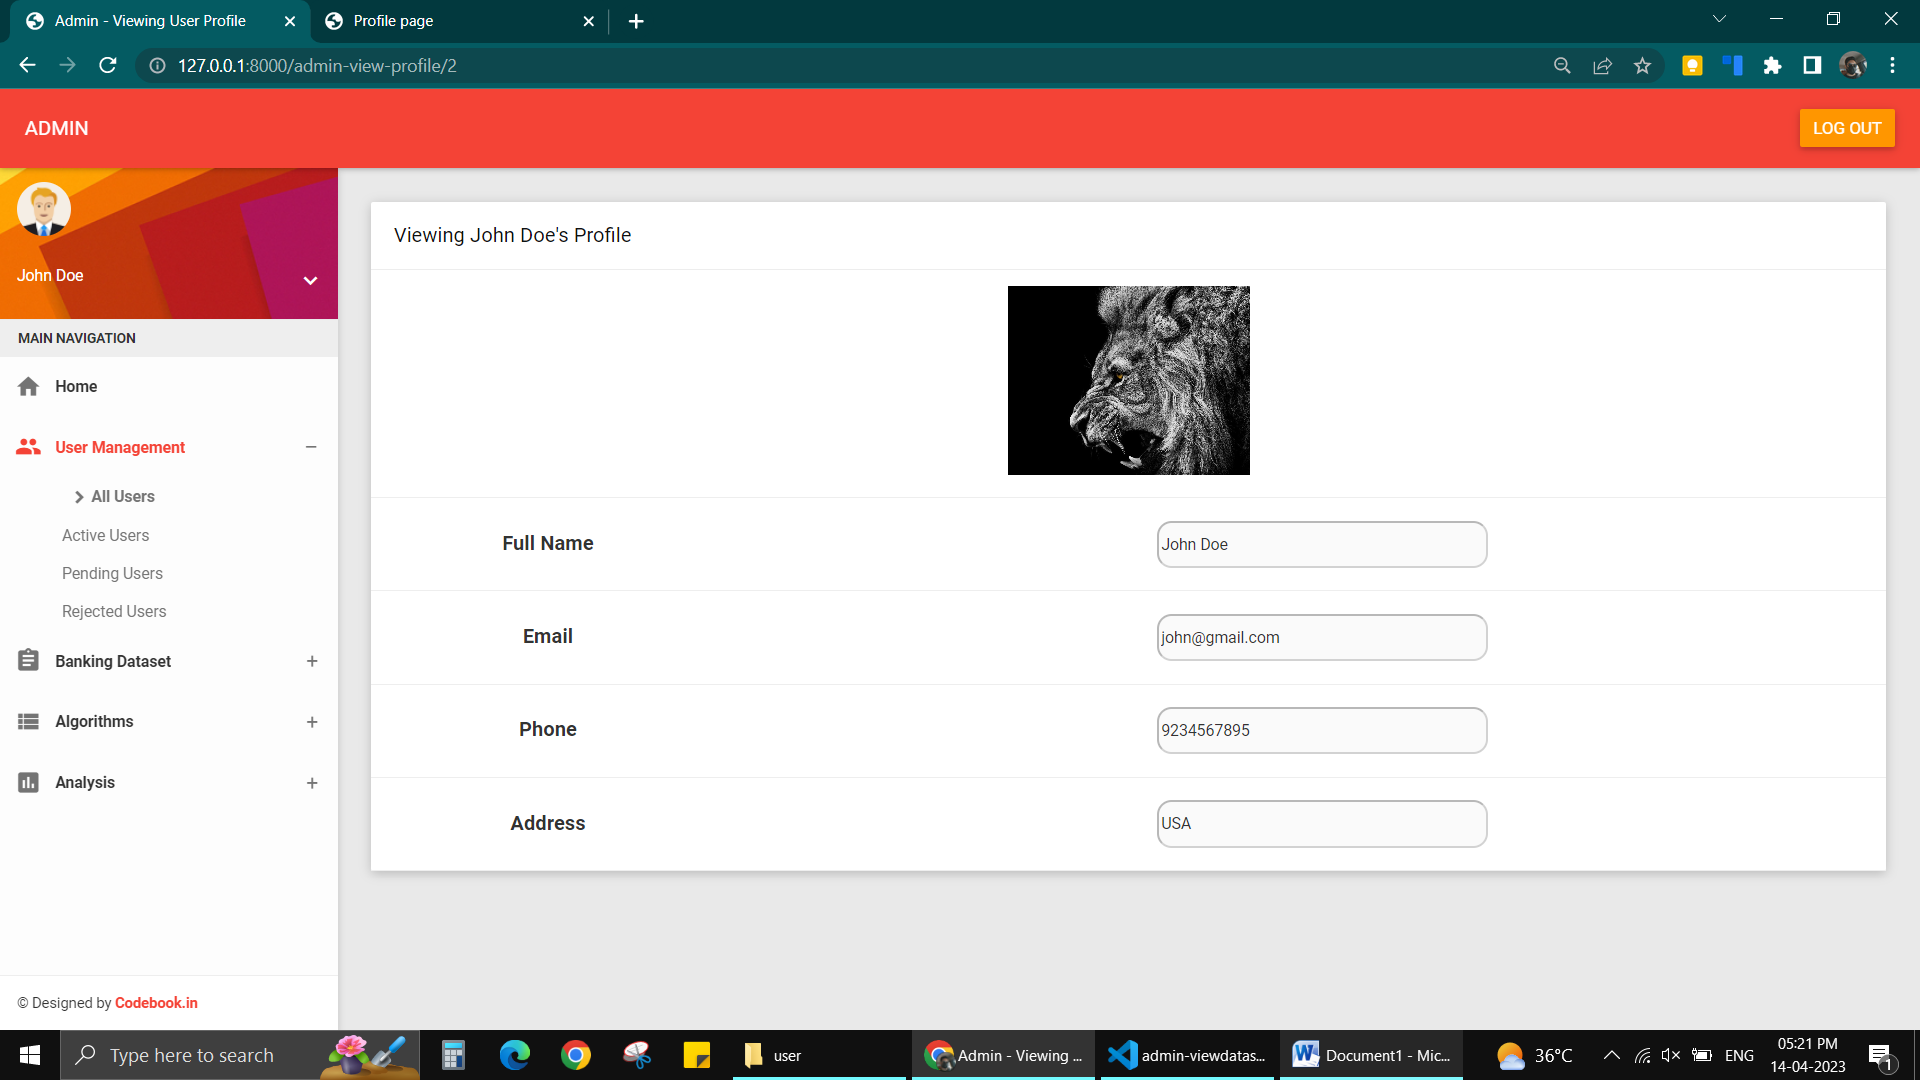 Admin - Viewing User Profile
Profile page
127.0.0.1:8000/admin-view-profile/2
ADMIN
LOG OUT
John Doe
MAIN NAVIGATION
Home
User Management
All Users
Active Users
Pending Users
Rejected Users
Banking Dataset
Algorithms
Analysis
© Designed by Codebook.in
Viewing John Doe's Profile
Full Name
John Doe
Email
john@gmail.com
Phone
9234567895
Address
USA
Type here to search
user
Admin - Viewing ...
admin-viewdatas...
Document1 - Mic...
36°C
ENG
05:21 PM
14-04-2023
1